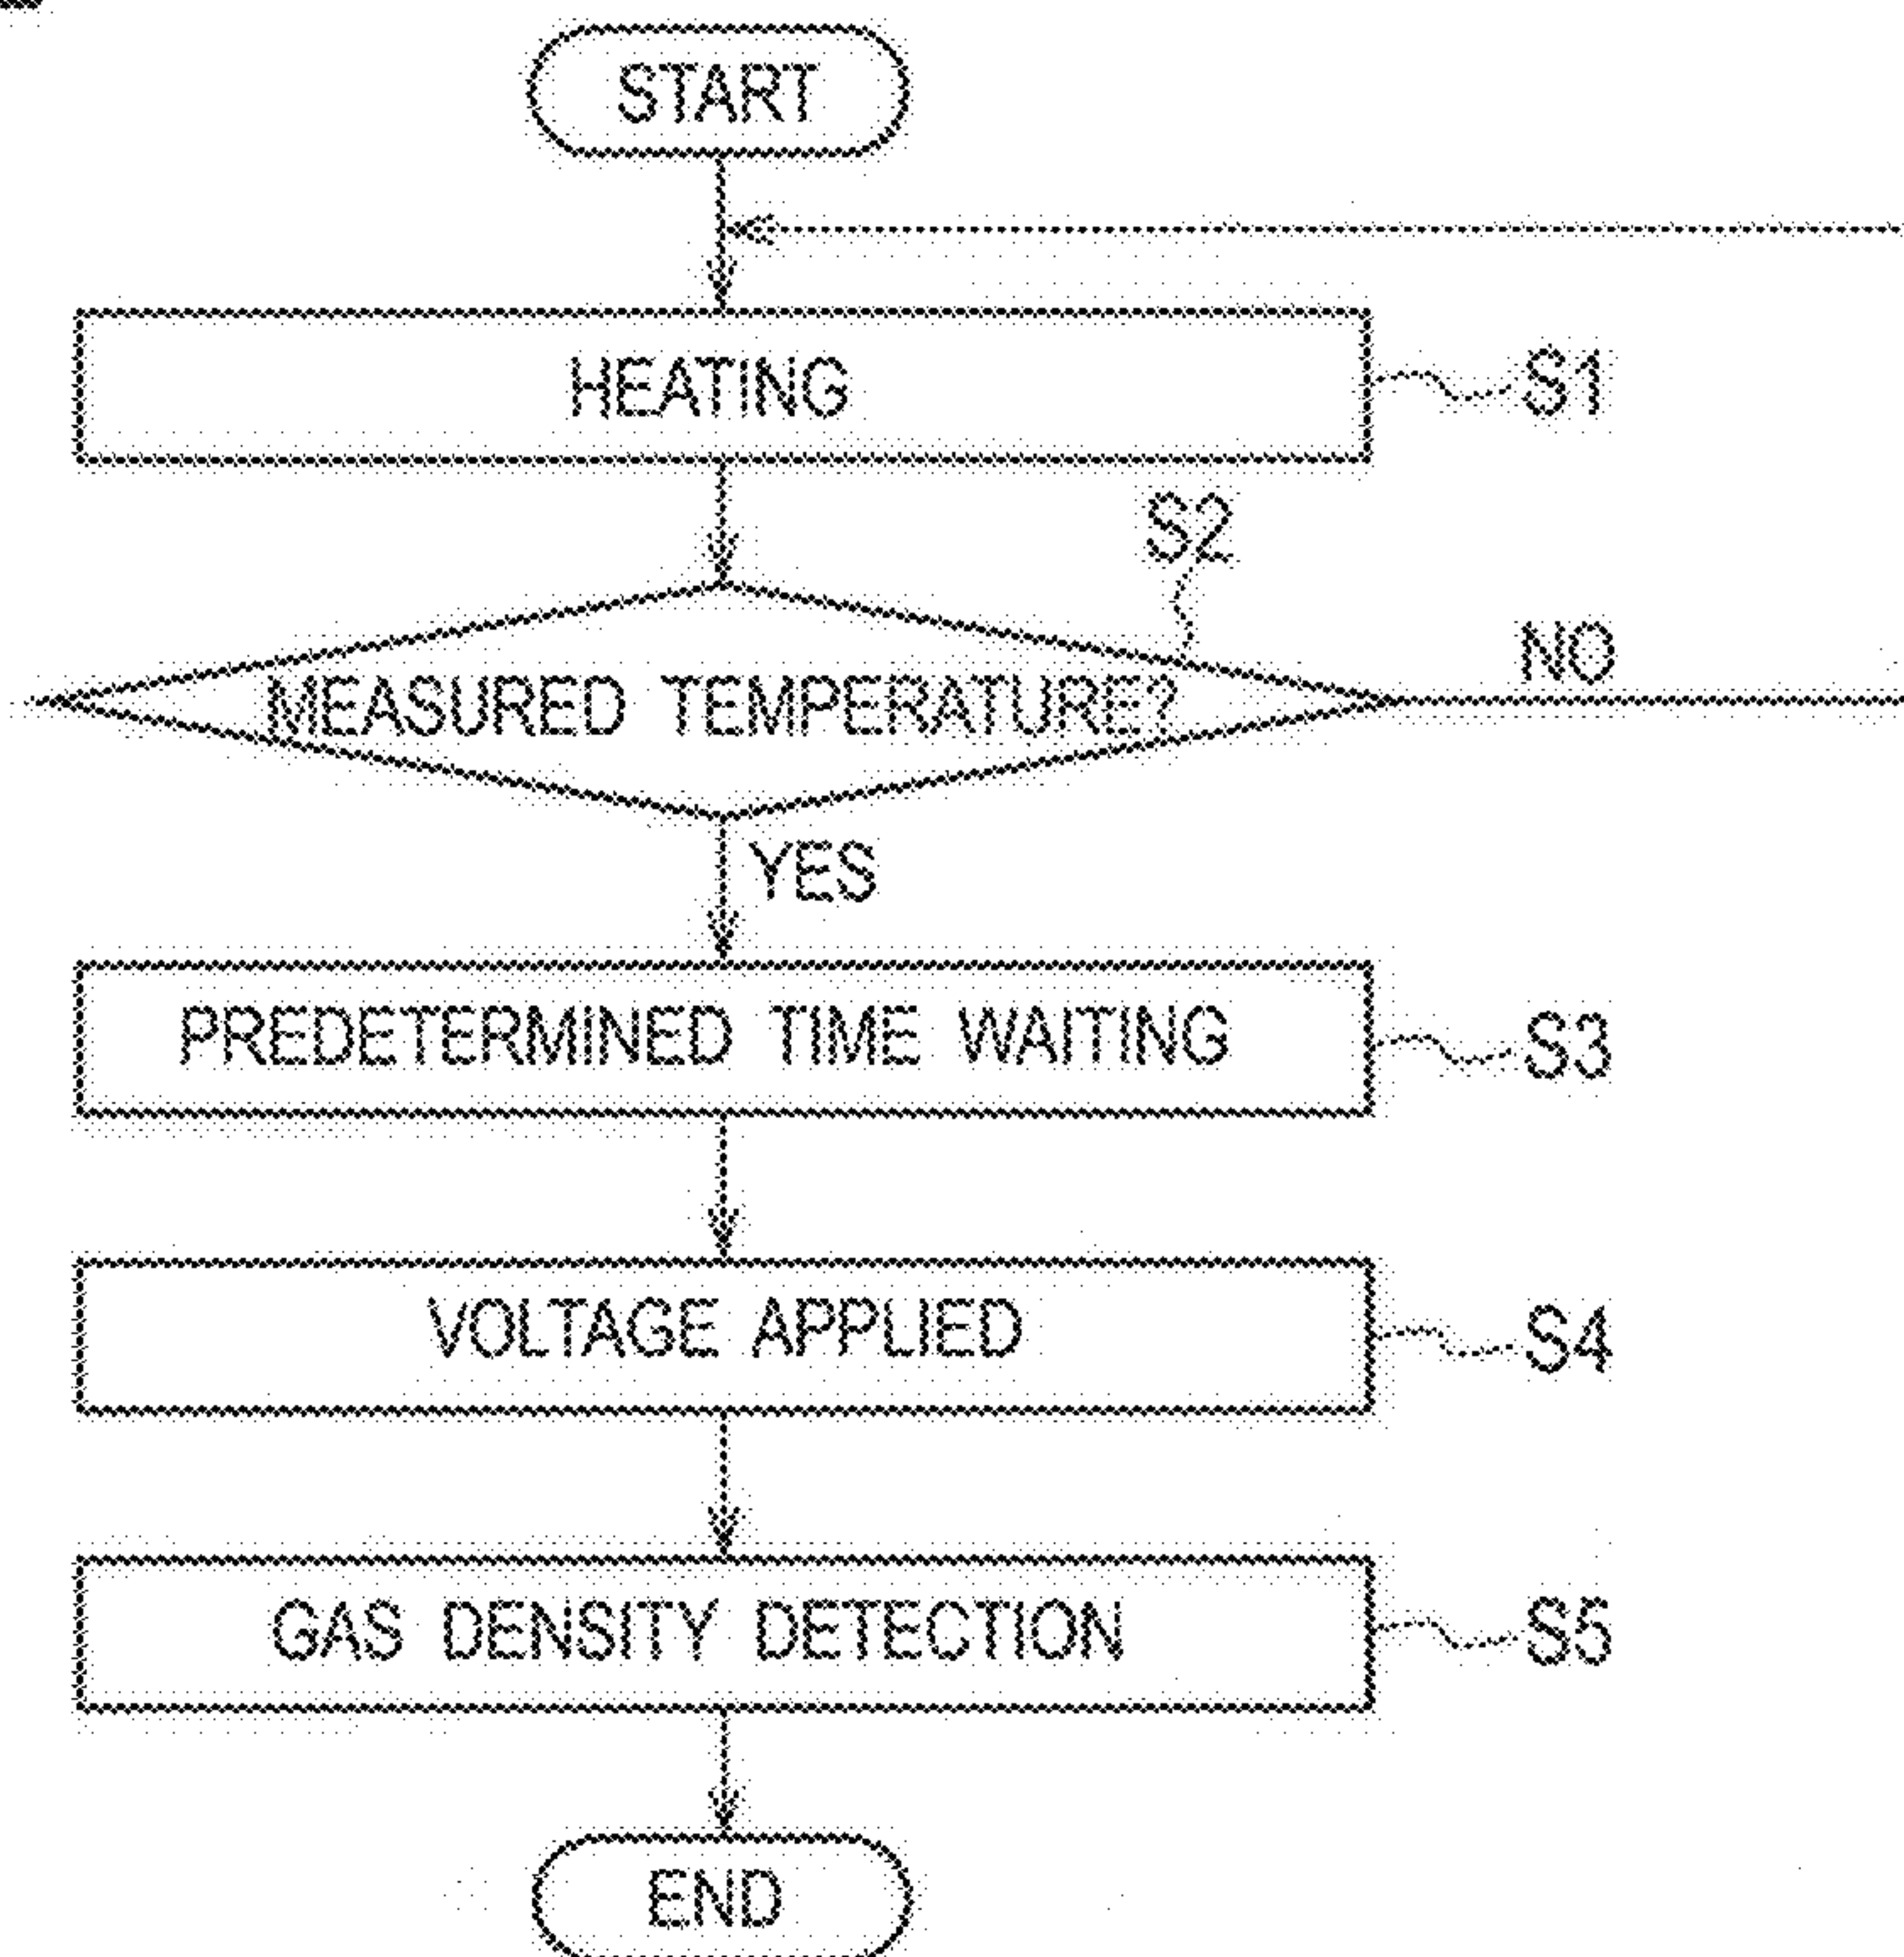 START
HEATING
S1
S2
MEASURED TEMPERATURE?
NO
YES
PREDETERMINED TIME WAITING
S3
VOLTAGE APPLIED
S4
GAS DENSITY DETECTION
S5
END